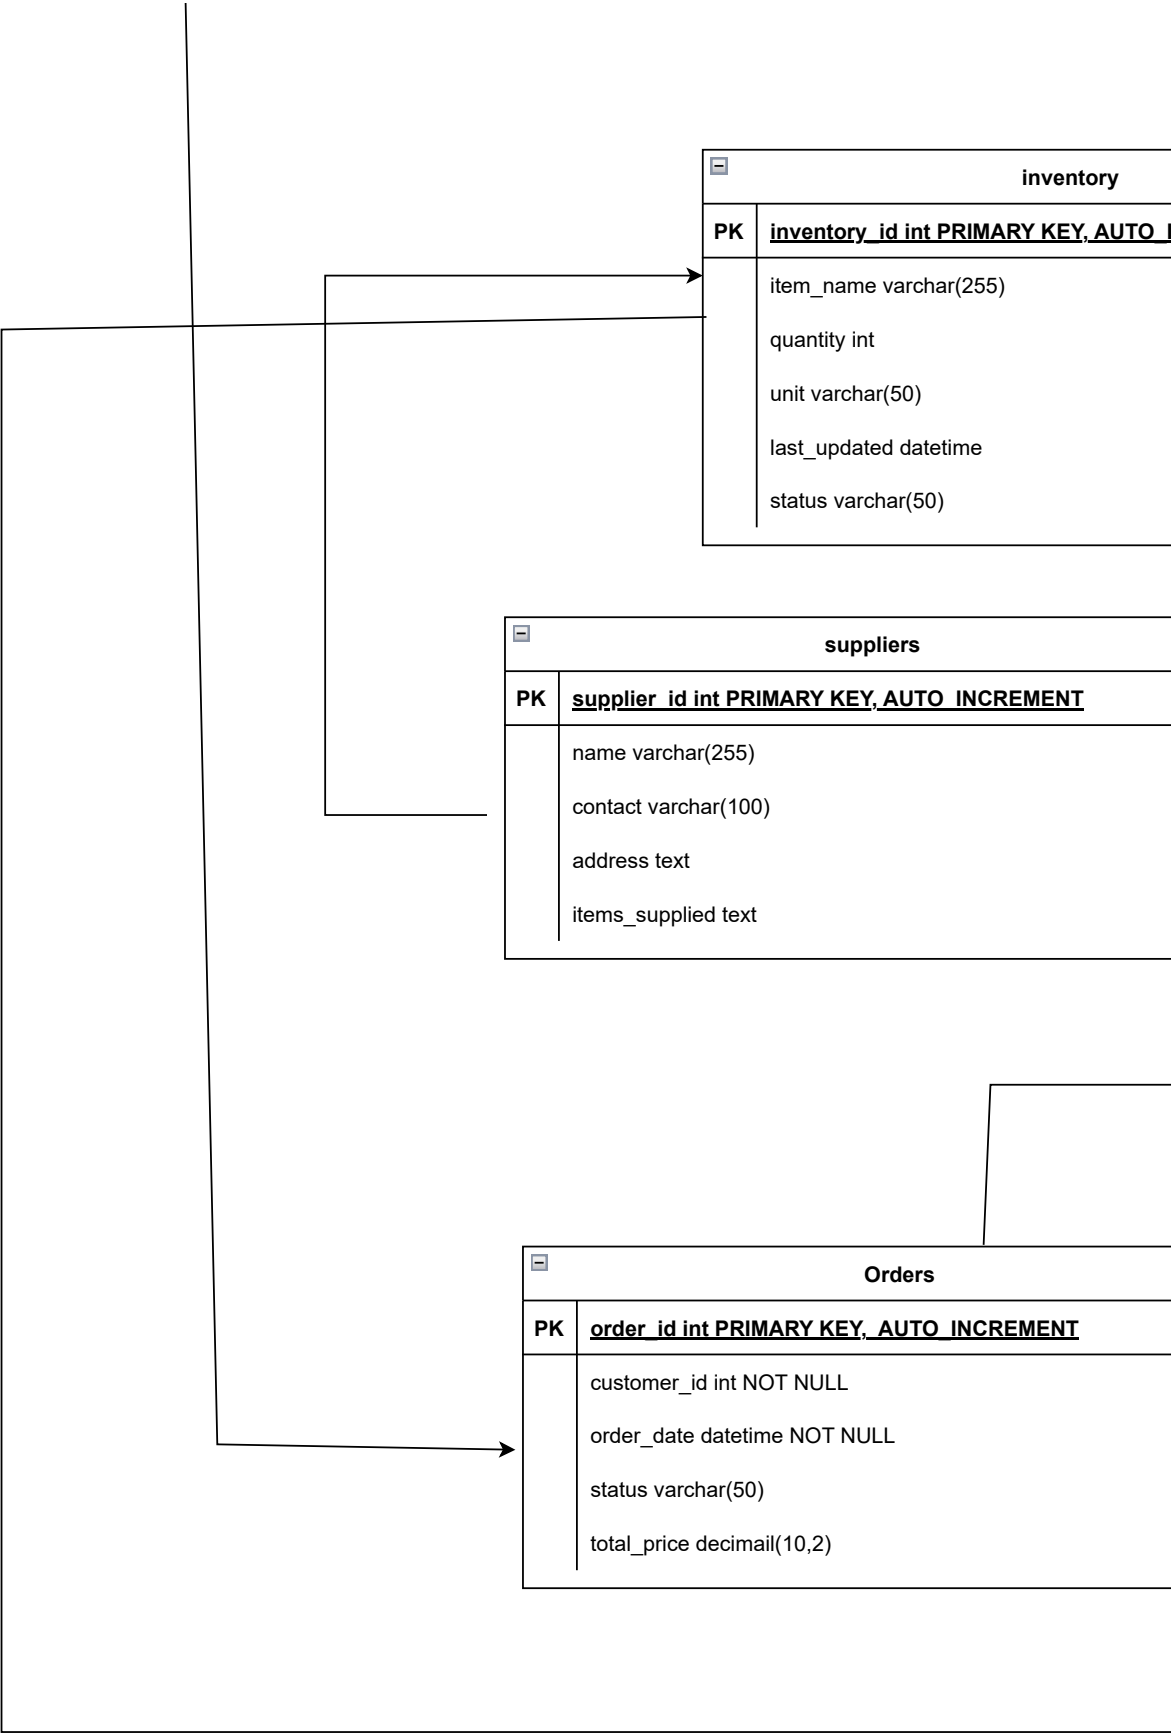 inventory
PK inventory_id int PRIMARY KEY, AUTO_
item_name varchar(255)
quantity int
unit varchar(50)
last_updated datetime
status varchar(50)
suppliers
PK supplier_id int PRIMARY KEY, AUTO_INCREMENT
name varchar(255)
contact varchar(100)
address text
items_supplied text
Orders
PK order_id int PRIMARY KEY,  AUTO_INCREMENT
customer_id int NOT NULL
order_date datetime NOT NULL
status varchar(50)
total_price decimail(10,2)